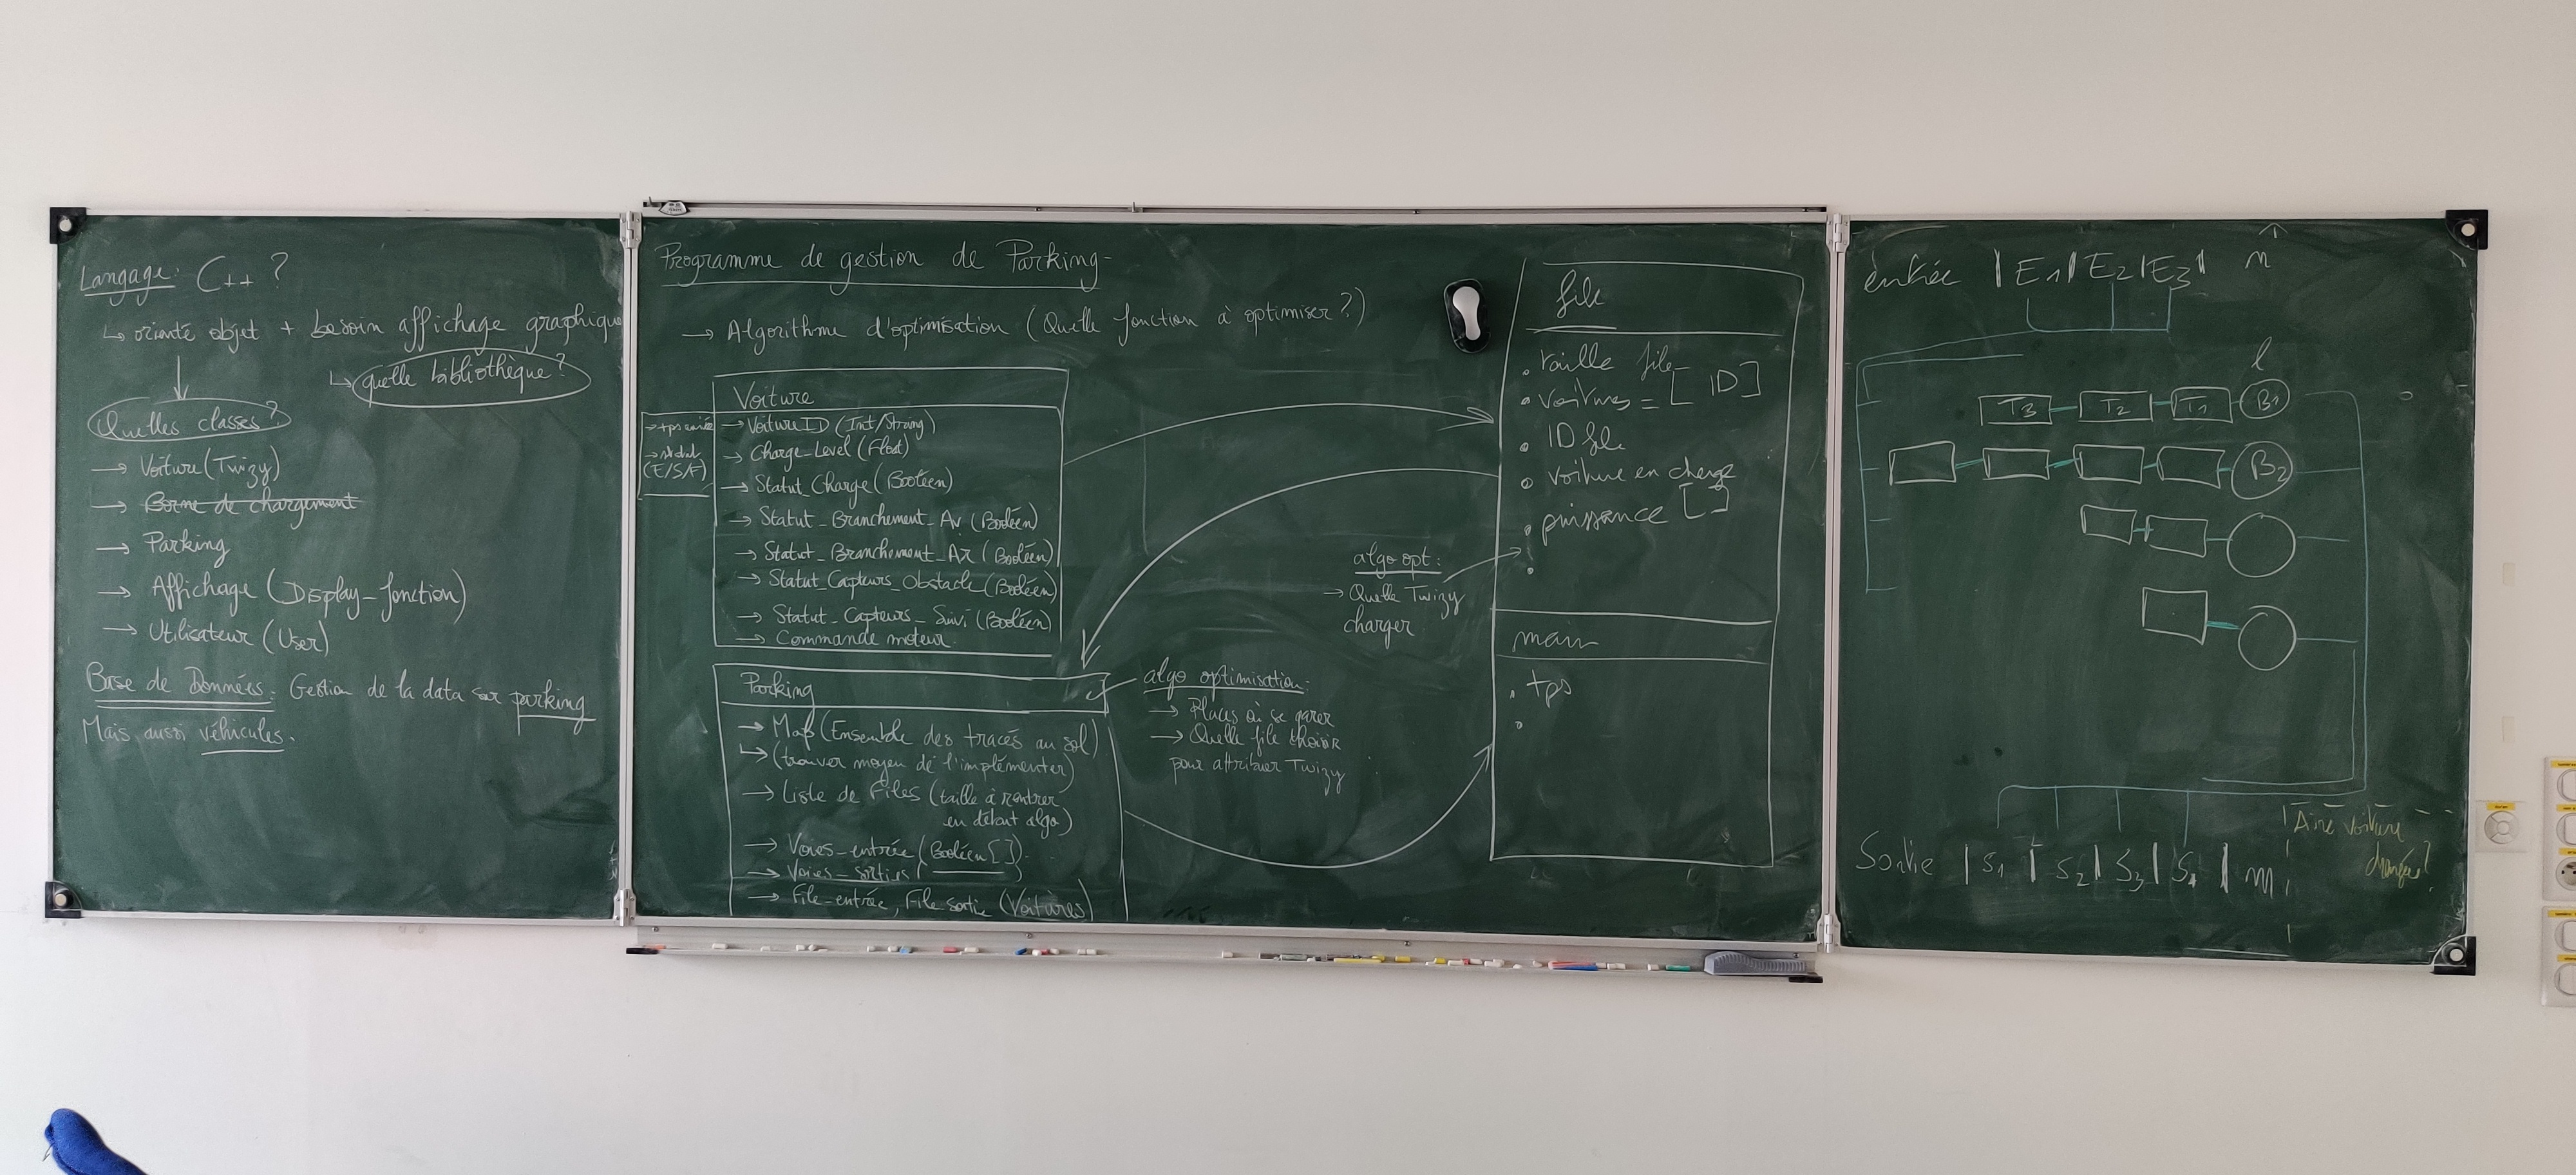 Langage: C++ ?
↳ orienté objet + besoin affichage graphique
↳ quelle bibliothèque?
Quelles classes?
→ Voiture (Twizy)
→ Borne de chargement
→ Parking
→ Affichage (Display_fonction)
→ Utilisateur (User)
Base de Données: Gestion de la data sur parking
Mais aussi véhicules.
Programme de gestion de Parking
→ Algorithme d'optimisation (Quelle fonction à optimiser?)
Voiture
→ VoitureID (Int/String)
→ Charge_Level (Float)
→ Statut_Charge (Booléen)
→ Statut_Branchement_Av (Booléen)
→ Statut_Branchement_Ar (Booléen)
→ Statut_Capteurs_Obstacle (Booléen)
→ Statut_Capteurs_Suivi (Booléen)
→ Commande moteur
→ tps
(E/S/F)
Parking
→ Map (Ensemble des tracés au sol)
↳ (trouver moyen de l'implémenter)
→ Liste de Files (taille à rentrer
en début algo)
→ Voies_entrée (Booléen[])
→ Voies_sorties
→ File_entrée, File sortie (Voitures)
algo optimisation:
→ Places où se garer
→ Quelle file choisir
pour attribuer Twizy
algo opt:
→ Quelle Twizy
charger
file
. taille file
. voitures = [ ID ]
. ID file
. voiture en charge
. puissance [ ]
.
main
. tps
.
entrée | E1 | E2 | E3 | n
l
T3 T2 T1 B1
B2
Sortie | S1 | S2 | S3 | S4 | m
Aire voiture